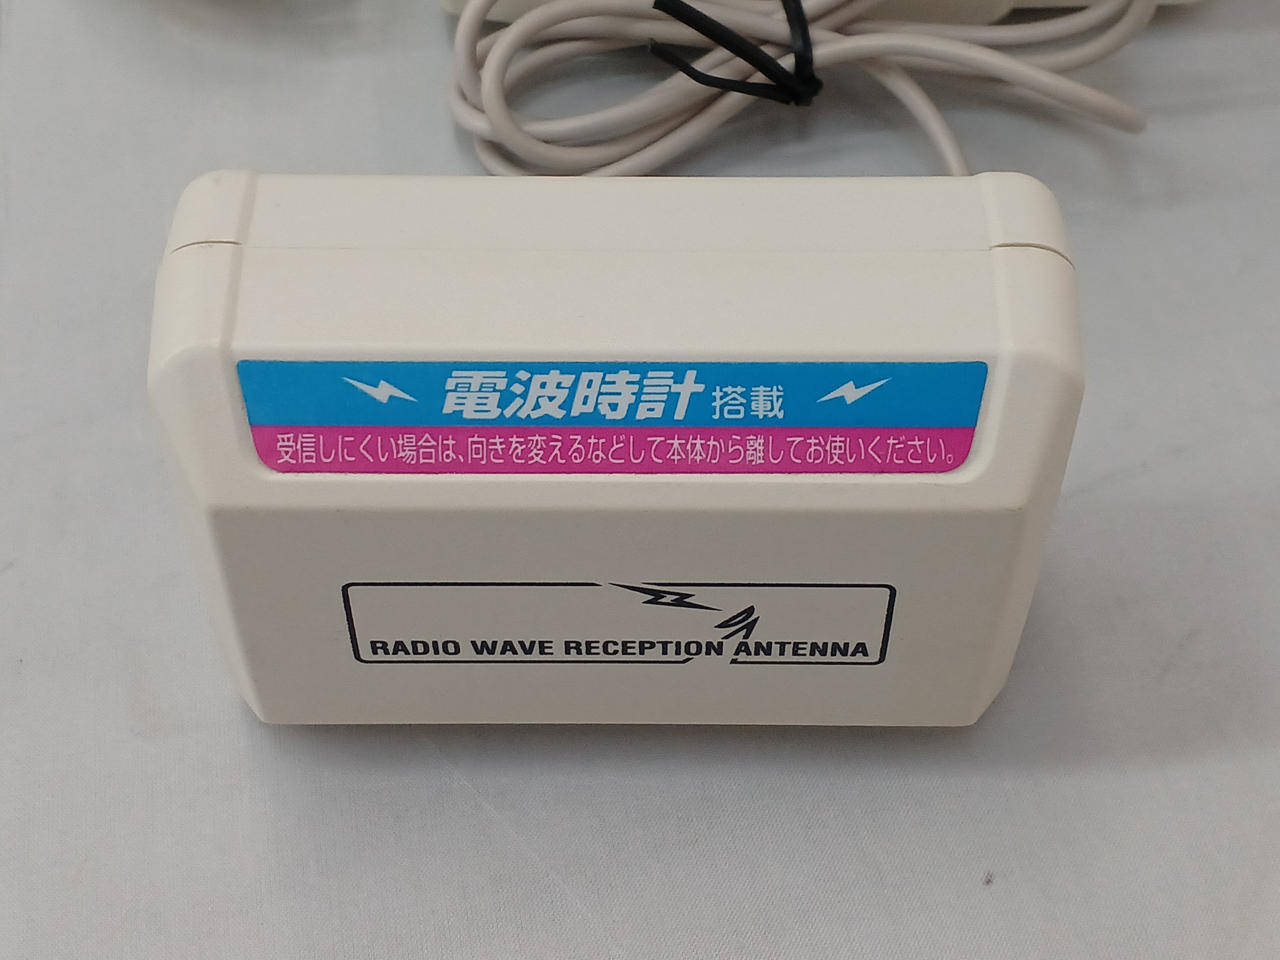 電波時計 搭載
受信しにくい場合は、向きを変えるなどして本体から離してお使いください。
RADIO WAVE RECEPTION ANTENNA